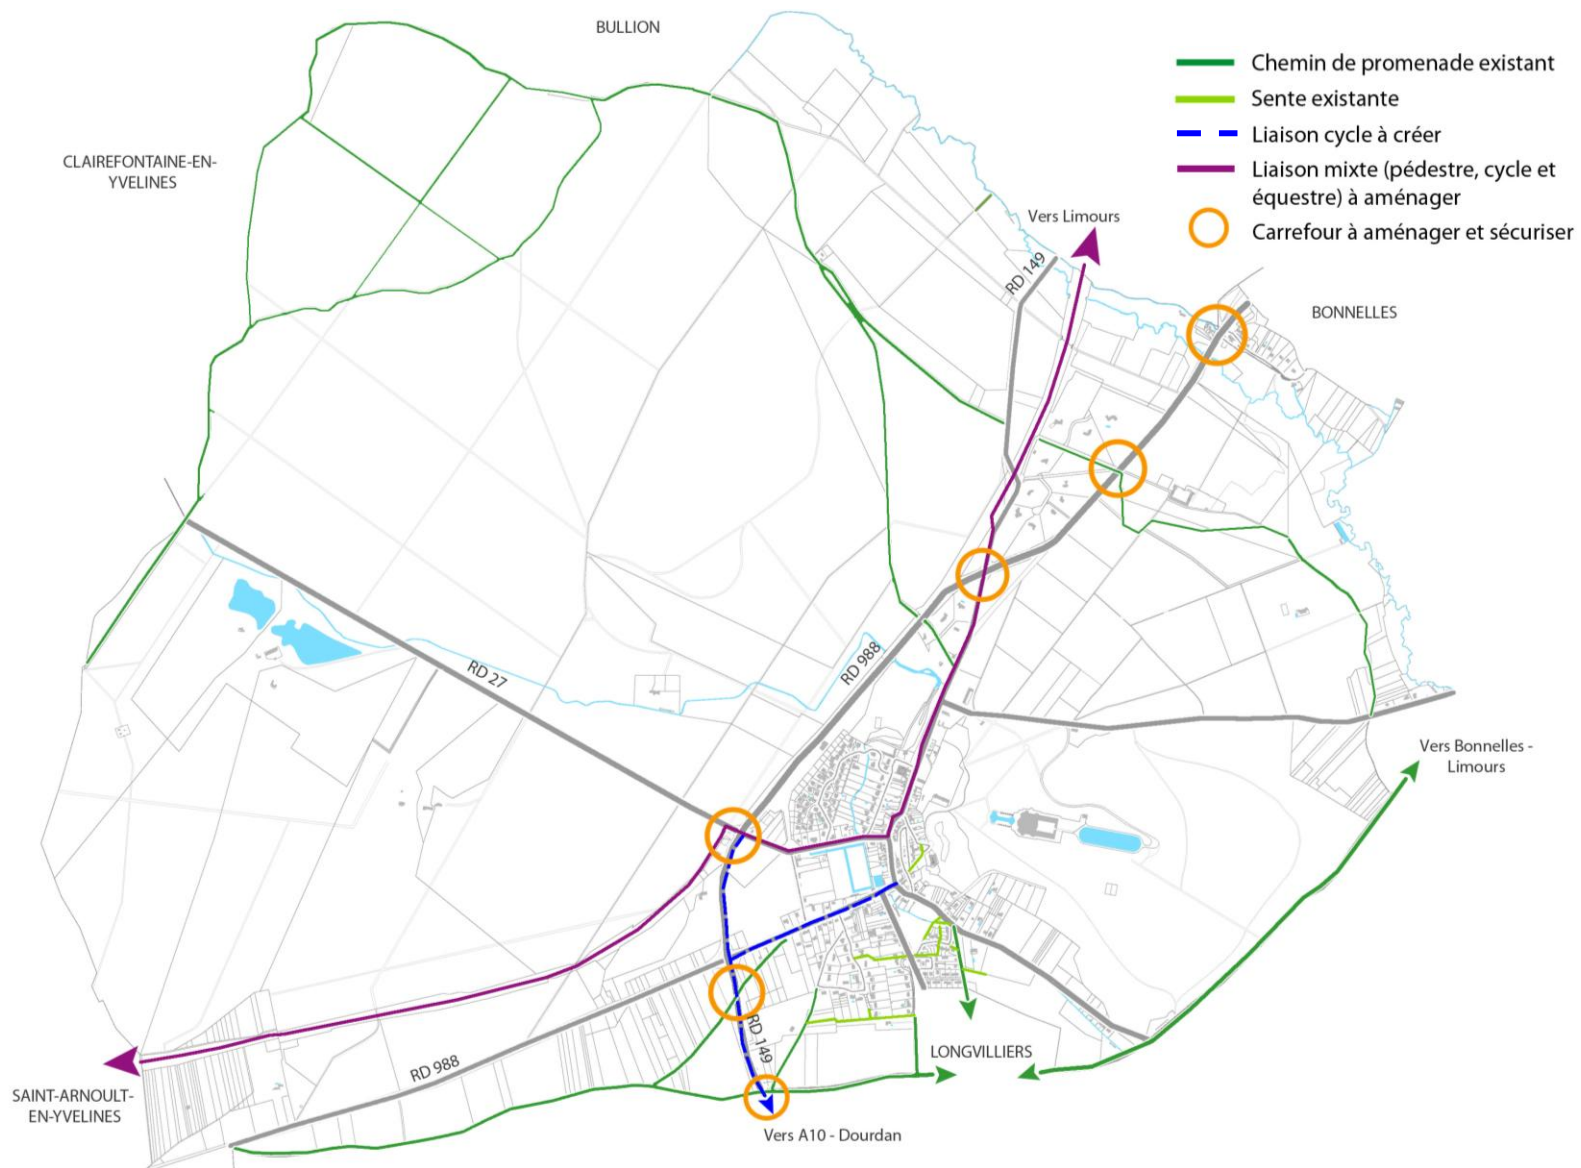 BULLION
Chemin de promenade existant
Sente existante
Liaison cycle à créer
Liaison mixte (pédestre, cycle et
équestre) à aménager
Carrefour à aménager et sécuriser
CLAIREFONTAINE-EN-
YVELINES
Vers Limours
RD 149
BONNELLES
RD 27
RD 988
Vers Bonnelles -
Limours
RD 149
RD 988
LONGVILLIERS
SAINT-ARNOULT-
EN-YVELINES
Vers A10 - Dourdan